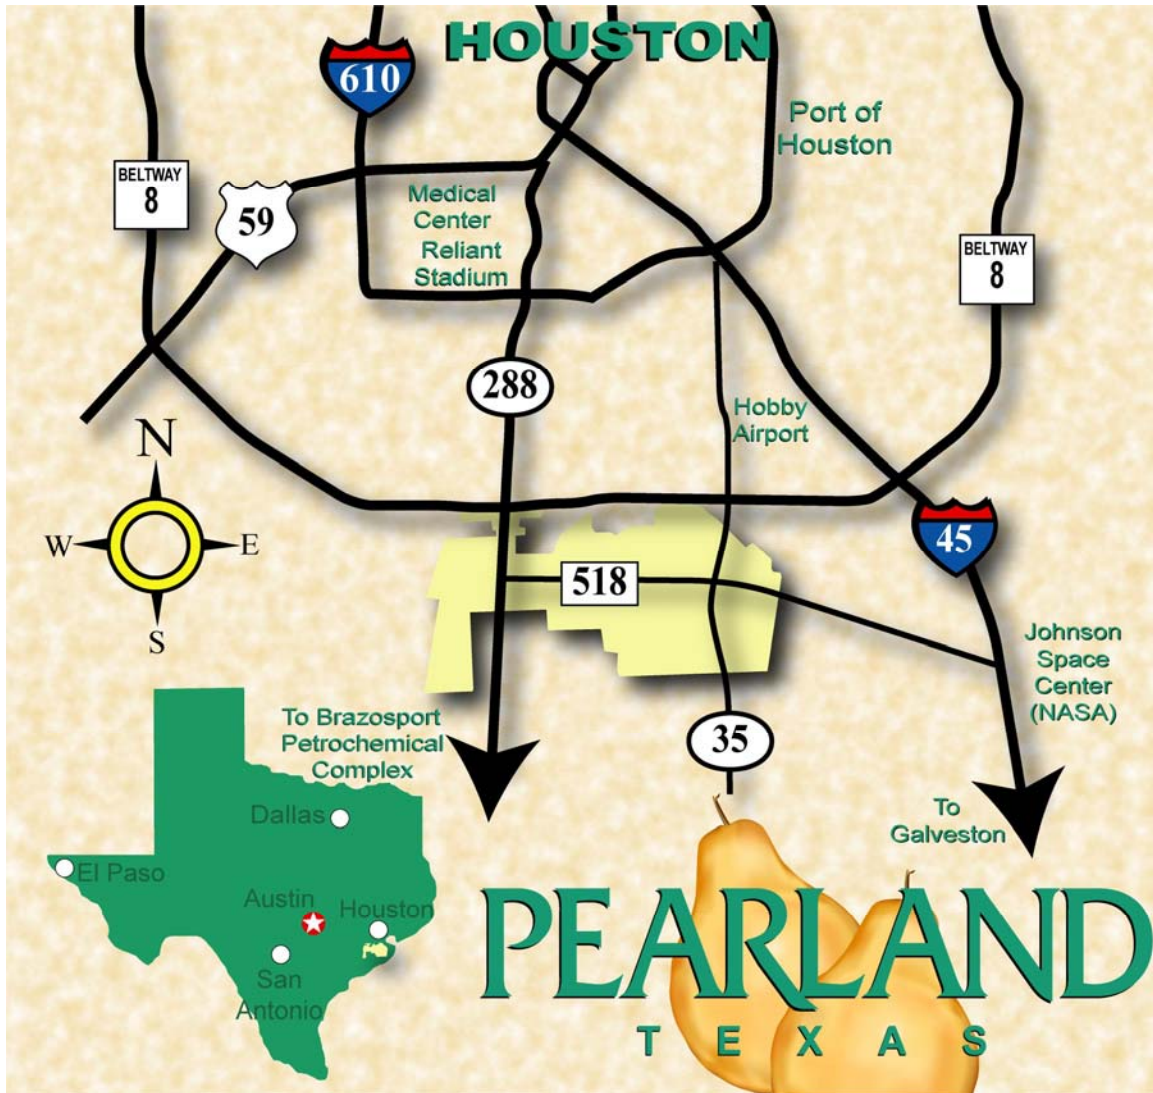 HOUSTON
610
Port of
Houston
BELTWAY
8
59
Medical
Center
Reliant
Stadium
BELTWAY
8
288
Hobby
Airport
N
W
E
S
45
518
Johnson
Space
Center
(NASA)
35
To Brazosport
Petrochemical
Complex
To
Galveston
Dallas
El Paso
Austin
Houston
San
Antonio
PEARLAND
TEXAS